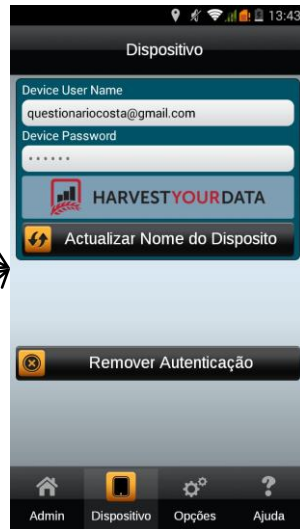 13:43
Dispositivo
Device User Name
questionariocosta@gmail.com
Device Password
HARVESTYOURDATA
Actualizar Nome do Disposito
Remover Autenticação
Admin Dispositivo Opções Ajuda